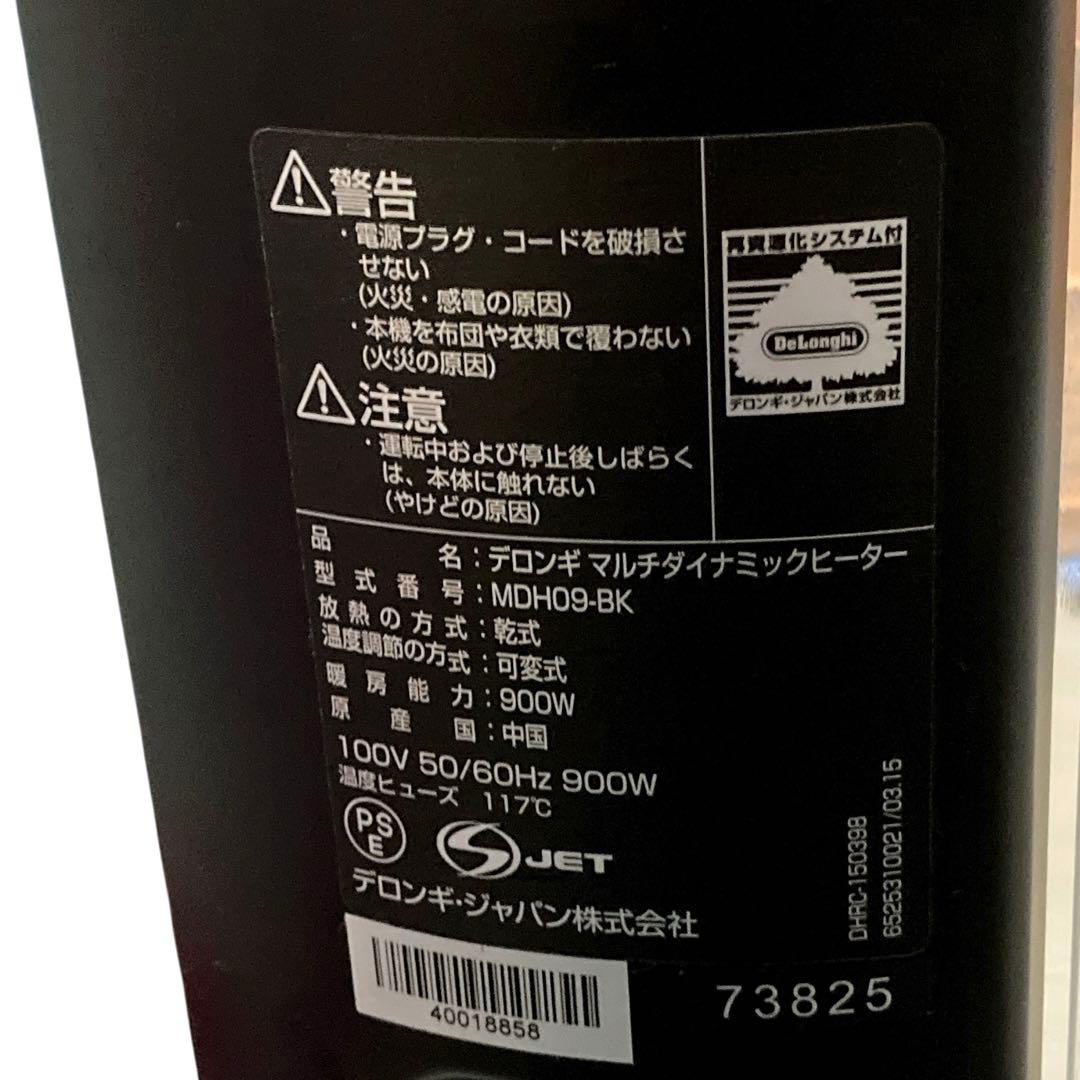 警告
・電源プラグ・コードを破損さ
せない
(火災・感電の原因)
・本機を布団や衣類で覆わない
(火災の原因)
注意
・運転中および停止後しばらく
は、本体に触れない
(やけどの原因)
再資源化システム付
DeLonghi
デロンギ・ジャパン株式会社
品名：デロンギ マルチダイナミックヒーター
型式番号：MDH09-BK
放熱の方式：乾式
温度調節の方式：可変式
暖房能力：900W
原産国：中国
100V 50/60Hz 900W
温度ヒューズ 117℃
PSE
JET
デロンギ・ジャパン株式会社
DHRC-150398
6525310021/03.15
40018858
73825